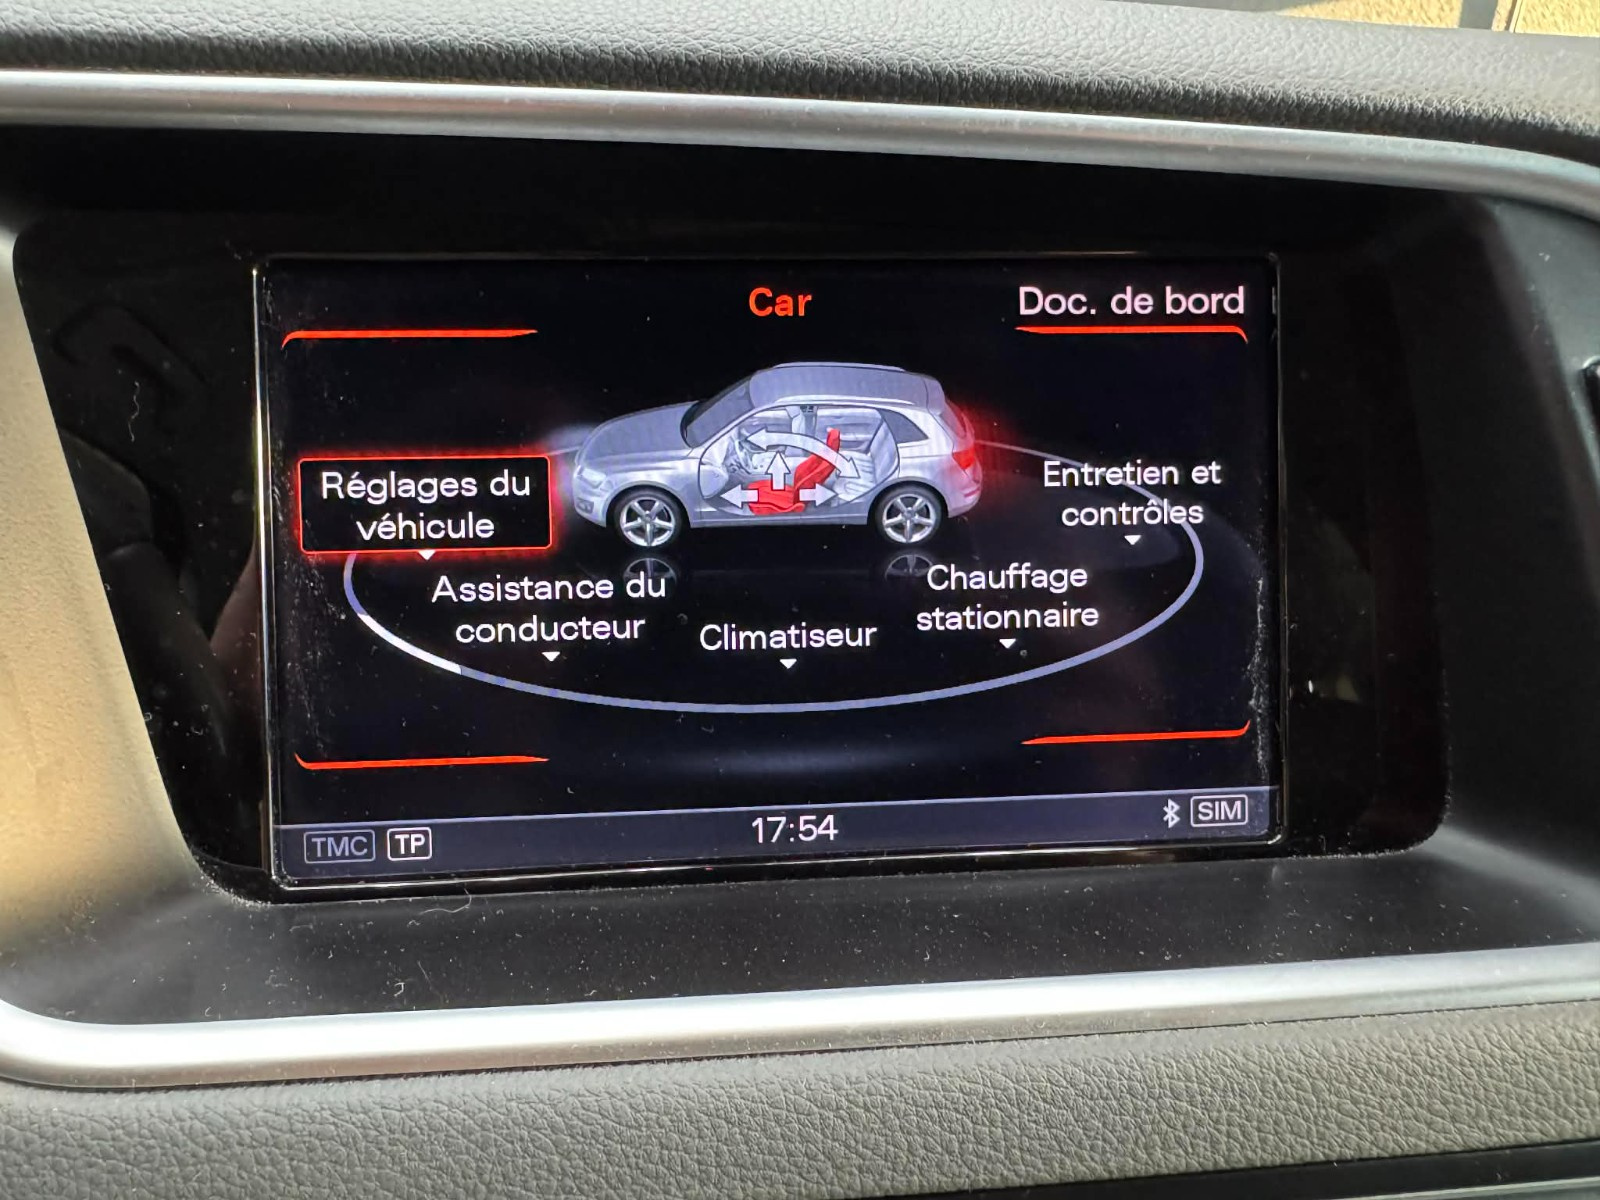 Car
Doc. de bord
Réglages du
véhicule
Entretien et
contrôles
Assistance du
conducteur
Chauffage
stationnaire
Climatiseur
TMC TP
17:54
SIM